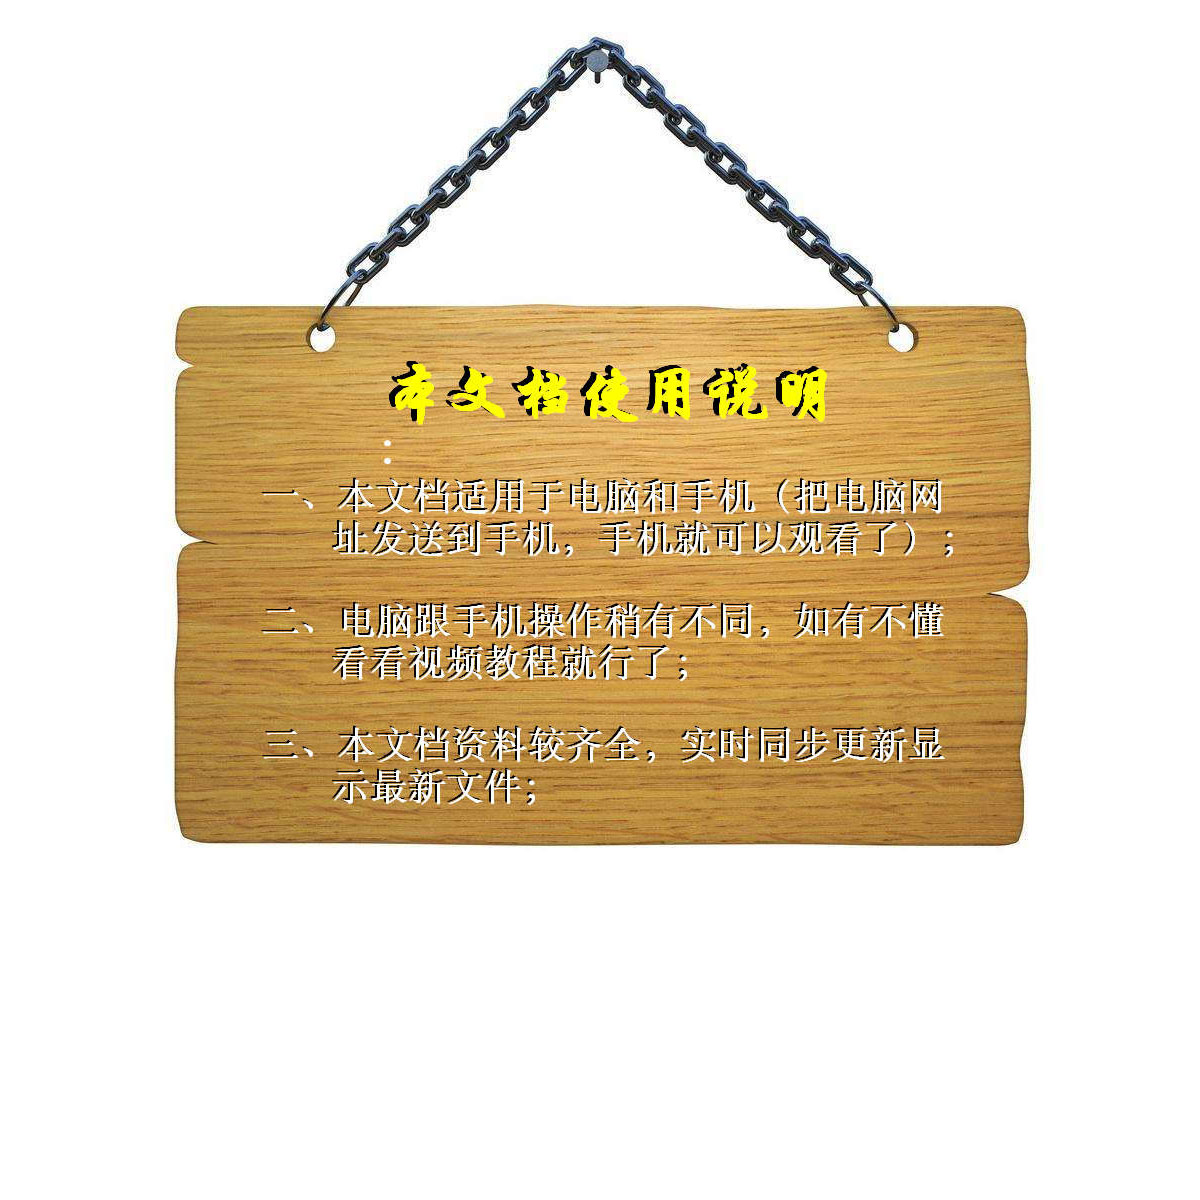 本文档使用说明
：
一、本文档适用于电脑和手机（把电脑网
址发送到手机，手机就可以观看了）；
二、电脑跟手机操作稍有不同，如有不懂
看看视频教程就行了；
三、本文档资料较齐全，实时同步更新显
示最新文件；